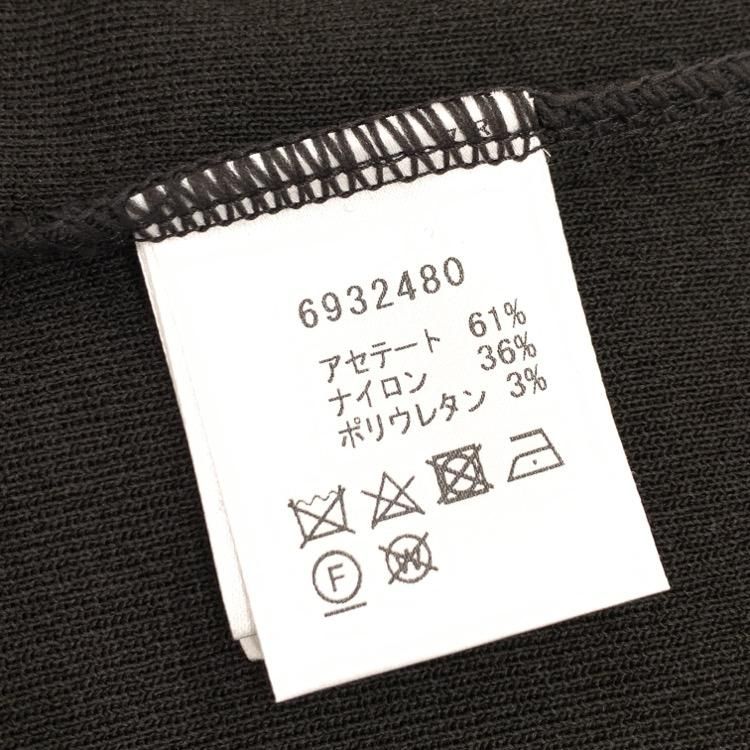 6932480
アセテート 61%
ナイロン 36%
ポリウレタン 3%
F W